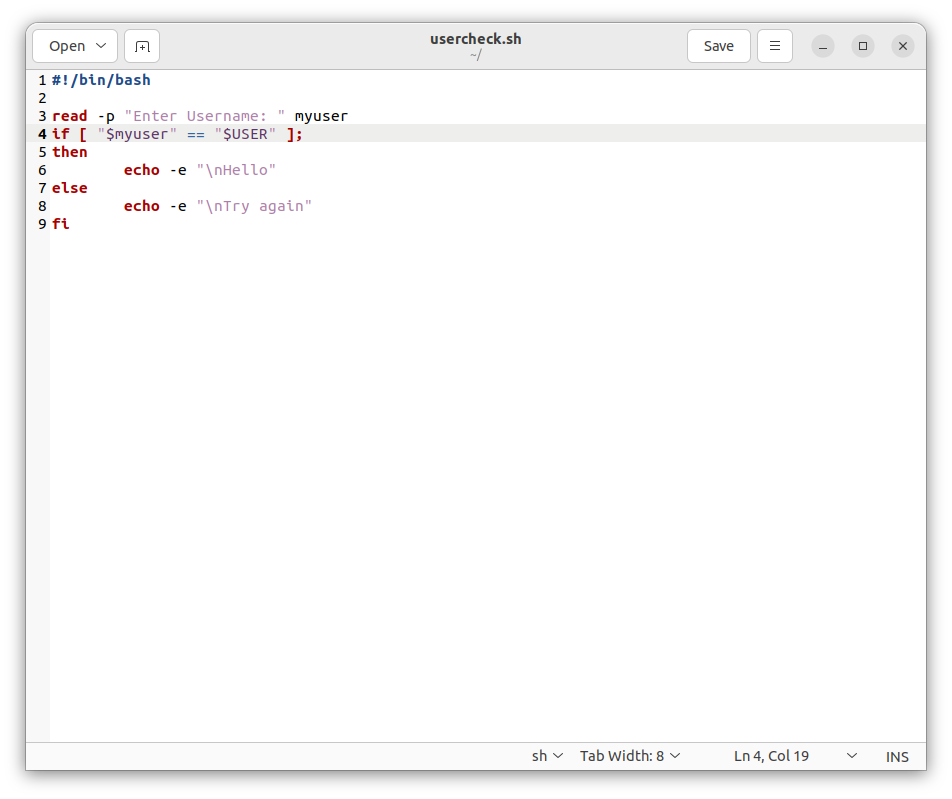 Open
usercheck.sh
~/
Save
1 #!/bin/bash
2
3 read -p "Enter Username: " myuser
4 if [ "$myuser" == "$USER" ];
5 then
6         echo -e "\nHello"
7 else
8         echo -e "\nTry again"
9 fi
sh Tab Width: 8 Ln 4, Col 19 INS